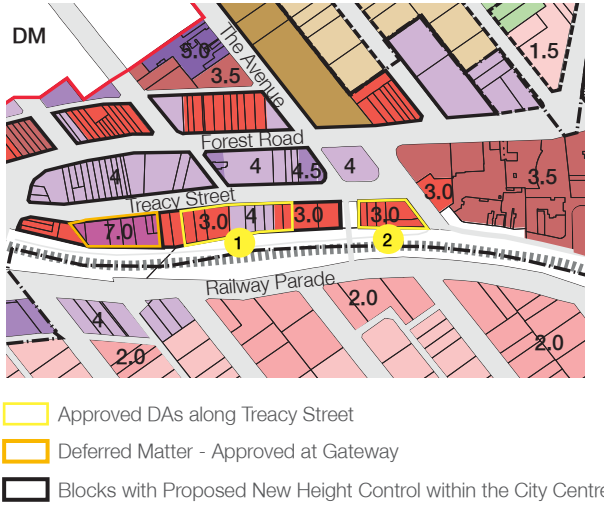 DM
5.0
The Avenue
1.5
3.5
Forest Road
4
4
4.5
4
3.5
3.0
Treacy Street
7.0
3.0
4
3.0
3.0
1
2
Railway Parade
2.0
4
2.0
2.0
Approved DAs along Treacy Street
Deferred Matter - Approved at Gateway
Blocks with Proposed New Height Control within the City Centre